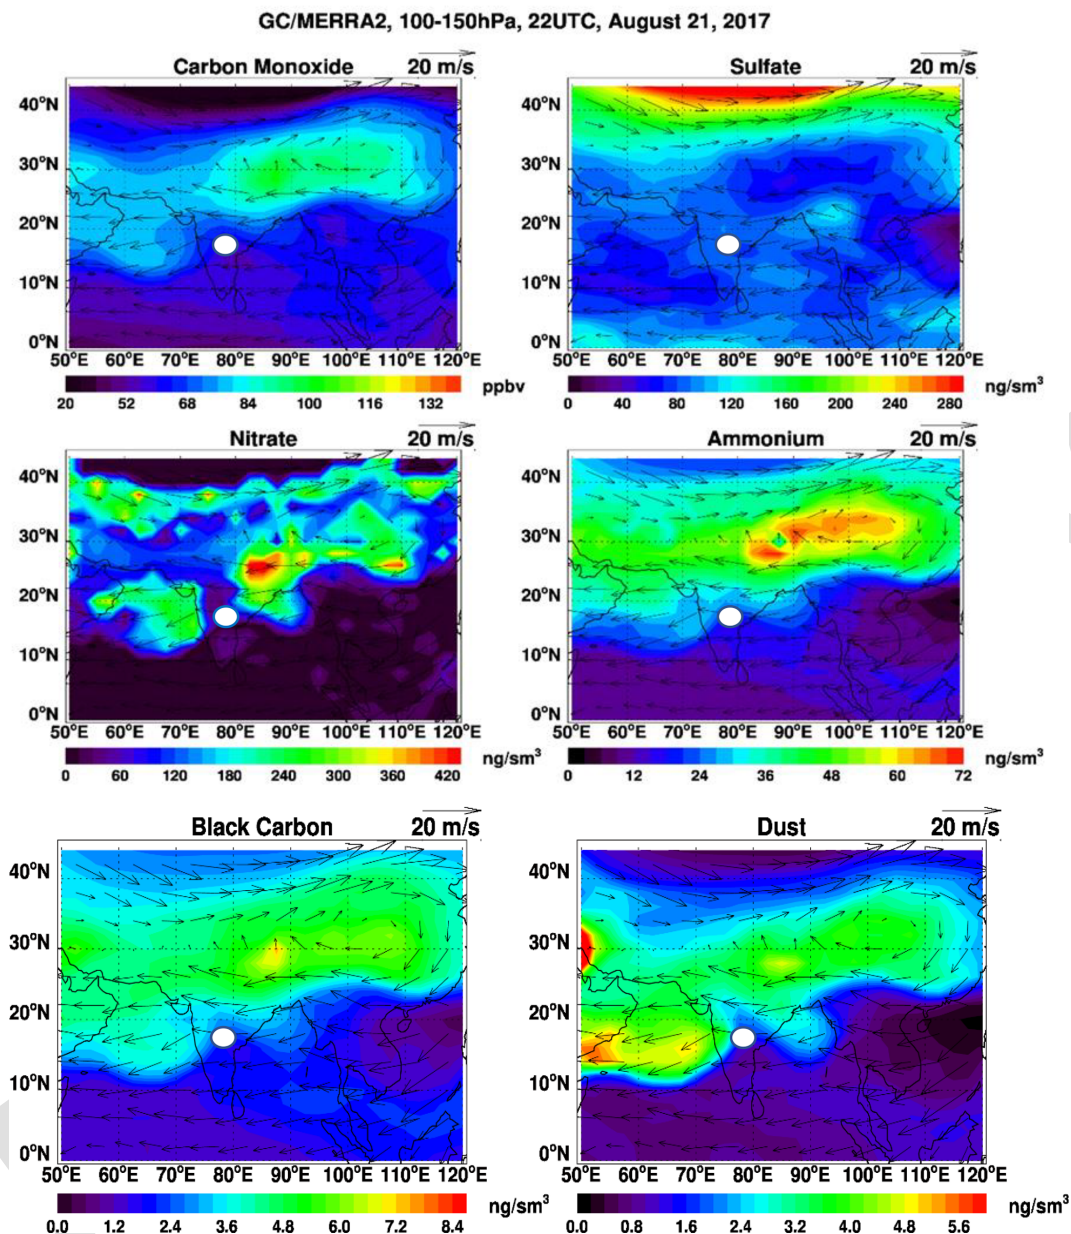 GC/MERRA2, 100-150hPa, 22UTC, August 21, 2017
Carbon Monoxide 20 m/s
40°N
30°N
20°N
10°N
0°N
50°E 60°E 70°E 80°E 90°E 100°E 110°E 120°E
ppbv
20 52 68 84 100 116 132
Sulfate 20 m/s
40°N
30°N
20°N
10°N
0°N
50°E 60°E 70°E 80°E 90°E 100°E 110°E 120°E
ng/sm³
0 40 80 120 160 200 240 280
Nitrate 20 m/s
40°N
30°N
20°N
10°N
0°N
50°E 60°E 70°E 80°E 90°E 100°E 110°E 120°E
ng/sm³
0 60 120 180 240 300 360 420
Ammonium 20 m/s
40°N
30°N
20°N
10°N
0°N
50°E 60°E 70°E 80°E 90°E 100°E 110°E 120°E
ng/sm³
0 12 24 36 48 60 72
Black Carbon 20 m/s
40°N
30°N
20°N
10°N
0°N
50°E 60°E 70°E 80°E 90°E 100°E 110°E 120°E
ng/sm³
0.0 1.2 2.4 3.6 4.8 6.0 7.2 8.4
Dust 20 m/s
40°N
30°N
20°N
10°N
0°N
50°E 60°E 70°E 80°E 90°E 100°E 110°E 120°E
ng/sm³
0.0 0.8 1.6 2.4 3.2 4.0 4.8 5.6